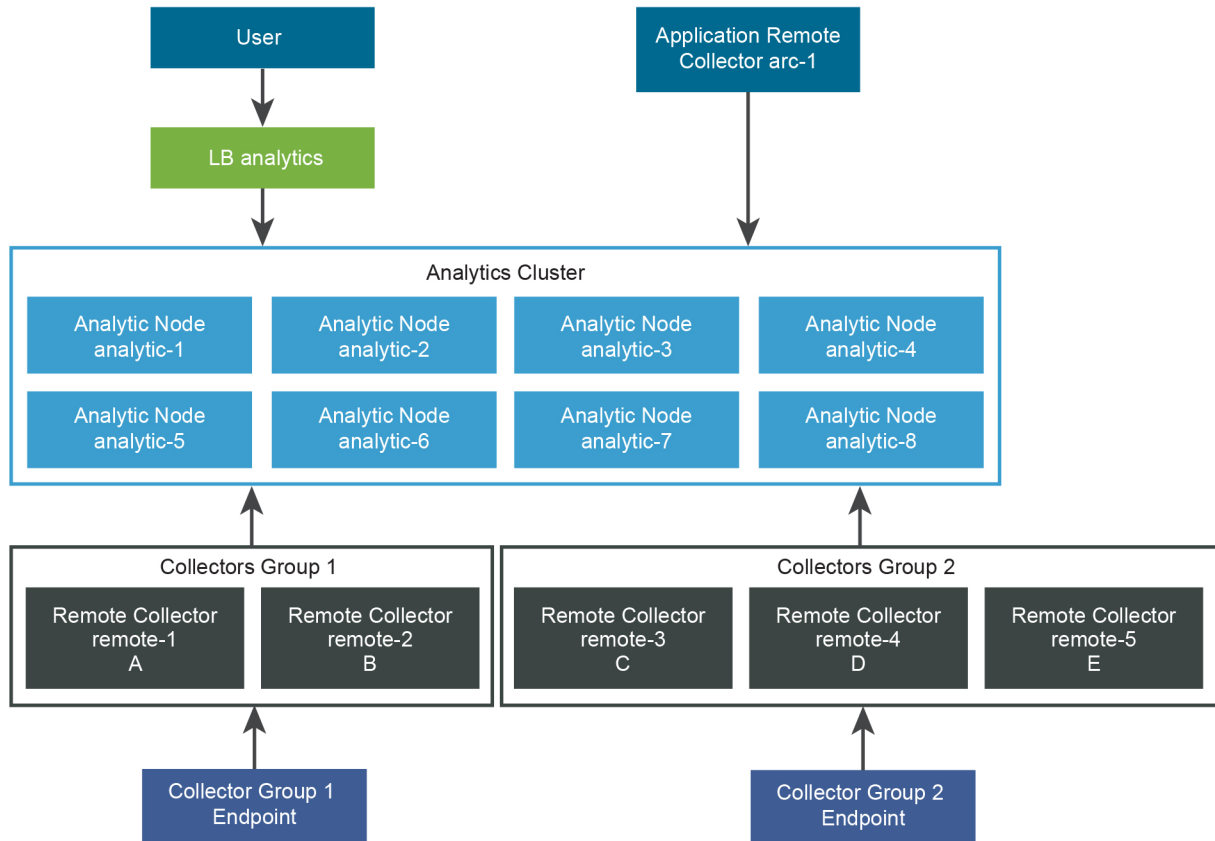 User
Application Remote
Collector arc-1
LB analytics
Analytics Cluster
Analytic Node
analytic-1
Analytic Node
analytic-2
Analytic Node
analytic-3
Analytic Node
analytic-4
Analytic Node
analytic-5
Analytic Node
analytic-6
Analytic Node
analytic-7
Analytic Node
analytic-8
Collectors Group 1
Remote Collector
remote-1
A
Remote Collector
remote-2
B
Collectors Group 2
Remote Collector
remote-3
C
Remote Collector
remote-4
D
Remote Collector
remote-5
E
Collector Group 1
Endpoint
Collector Group 2
Endpoint